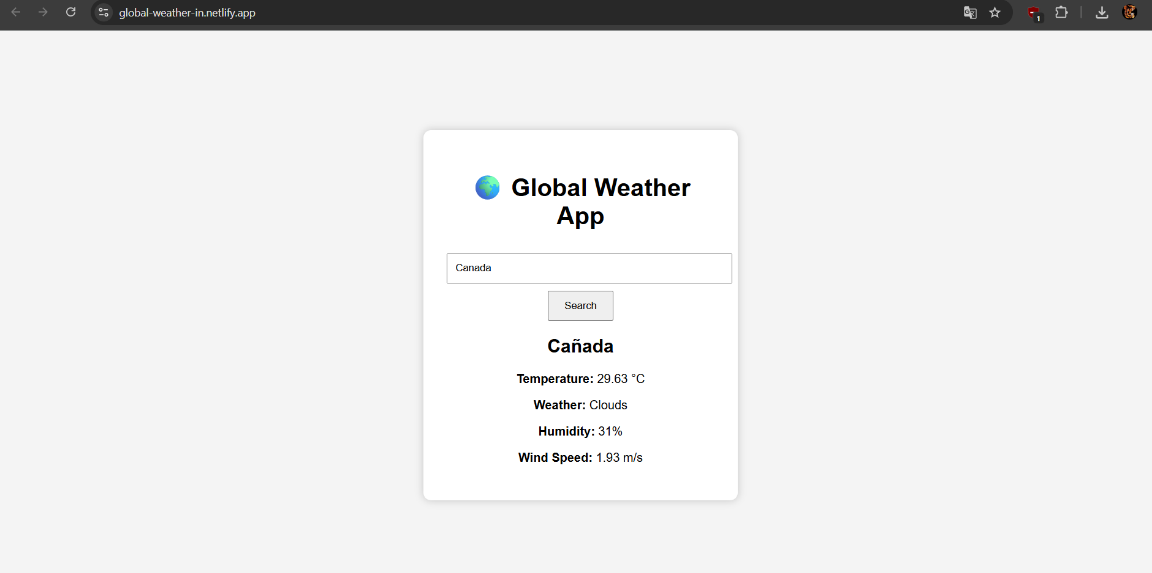 global-weather-in.netlify.app
1
🌍 Global Weather
App
Canada
Search
Cañada
Temperature: 29.63 °C
Weather: Clouds
Humidity: 31%
Wind Speed: 1.93 m/s